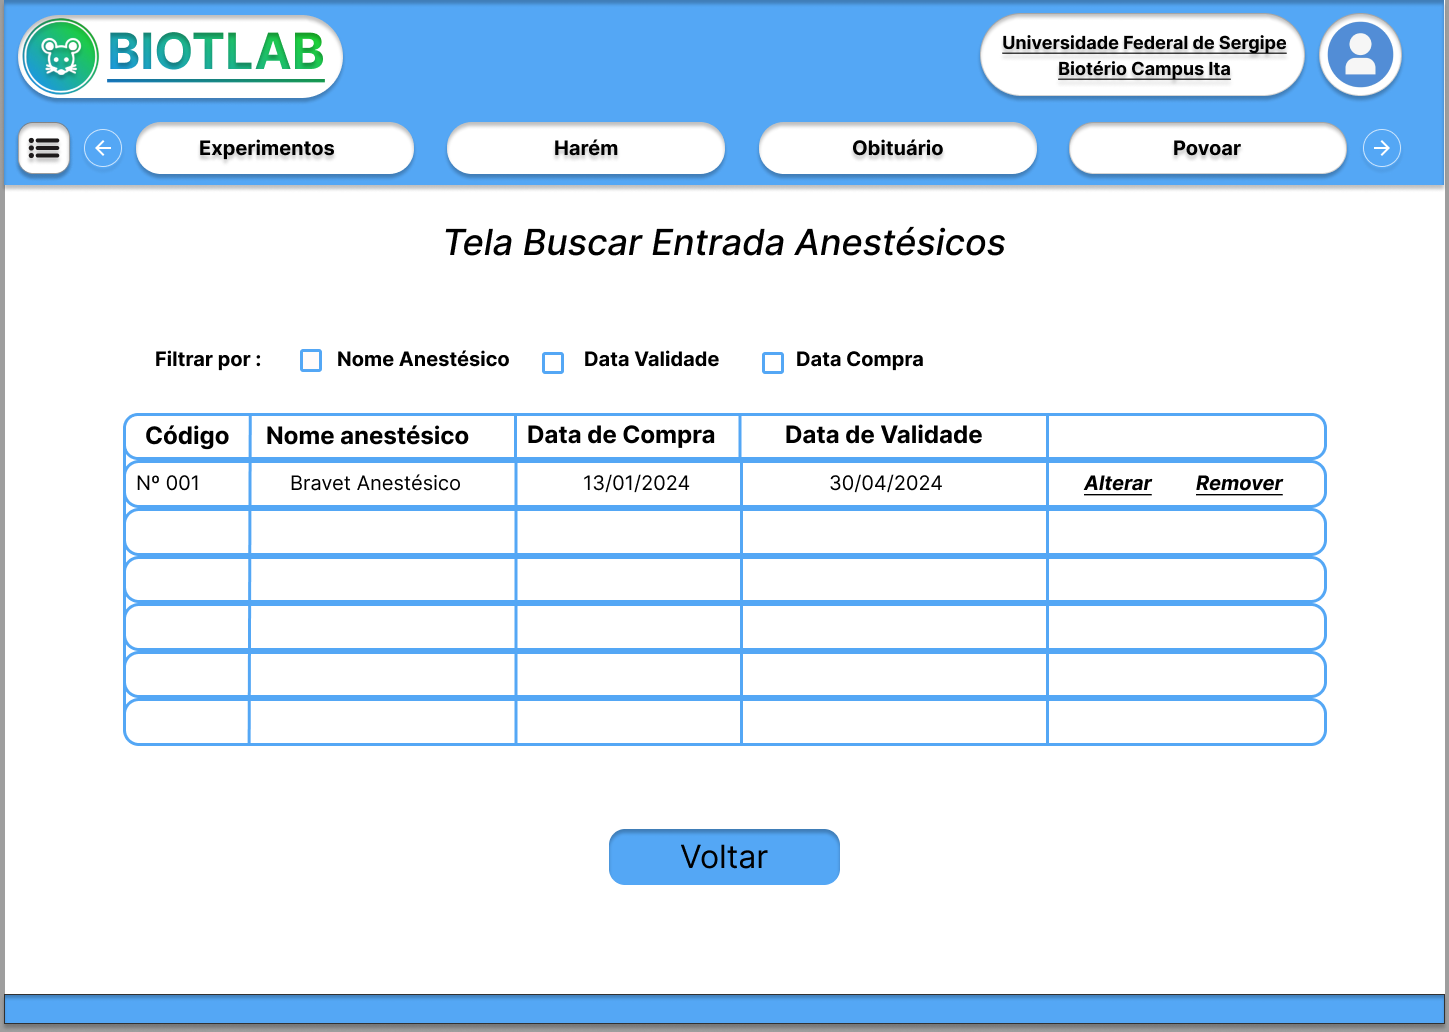 BIOTLAB
Universidade Federal de Sergipe
Biotério Campus Ita
Experimentos
Harém
Obituário
Povoar
Tela Buscar Entrada Anestésicos
Filtrar por : Nome Anestésico Data Validade Data Compra
Código Nome anestésico Data de Compra Data de Validade
Nº 001 Bravet Anestésico 13/01/2024 30/04/2024 Alterar Remover
Voltar